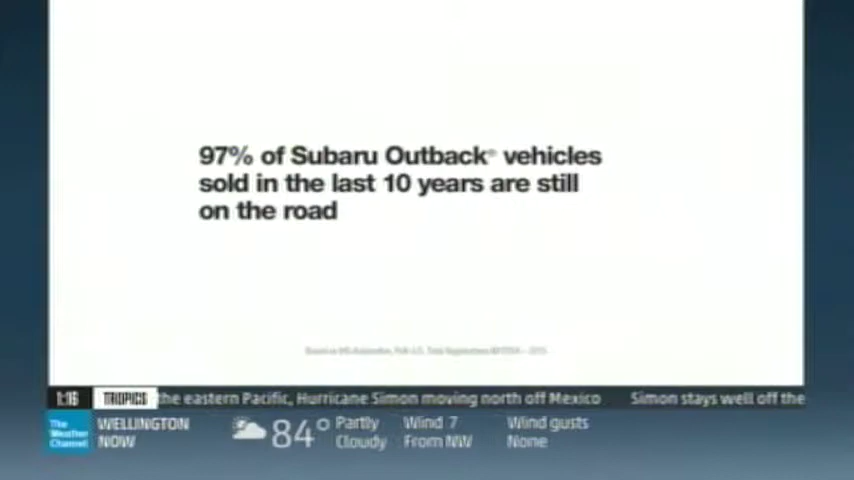 97% of Subaru Outback® vehicles
sold in the last 10 years are still
on the road
1:16 TROPICS the eastern Pacific, Hurricane Simon moving north off Mexico Simon stays well off the
The Weather Channel
WELLINGTON NOW
84° Partly Cloudy
Wind 7 From NW
Wind gusts None